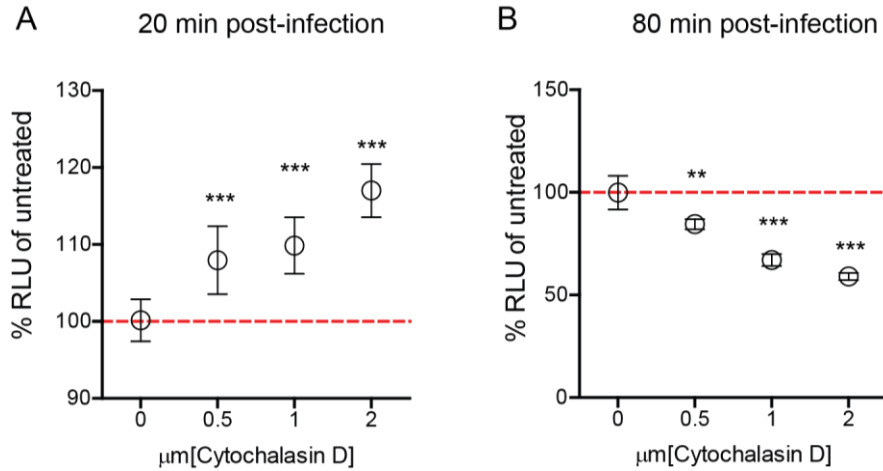 A
20 min post-infection
% RLU of untreated
130
120
110
100
90
***
***
***
0
0.5
1
2
μm[Cytochalasin D]
B
80 min post-infection
% RLU of untreated
150
100
50
0
**
***
***
0
0.5
1
2
μm[Cytochalasin D]